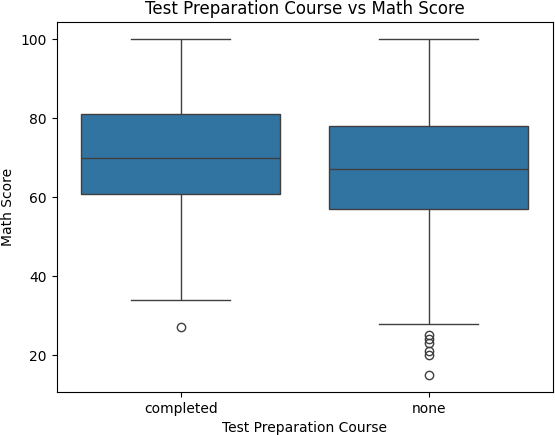 Test Preparation Course vs Math Score
100
80
60
40
20
Math Score
completed
none
Test Preparation Course